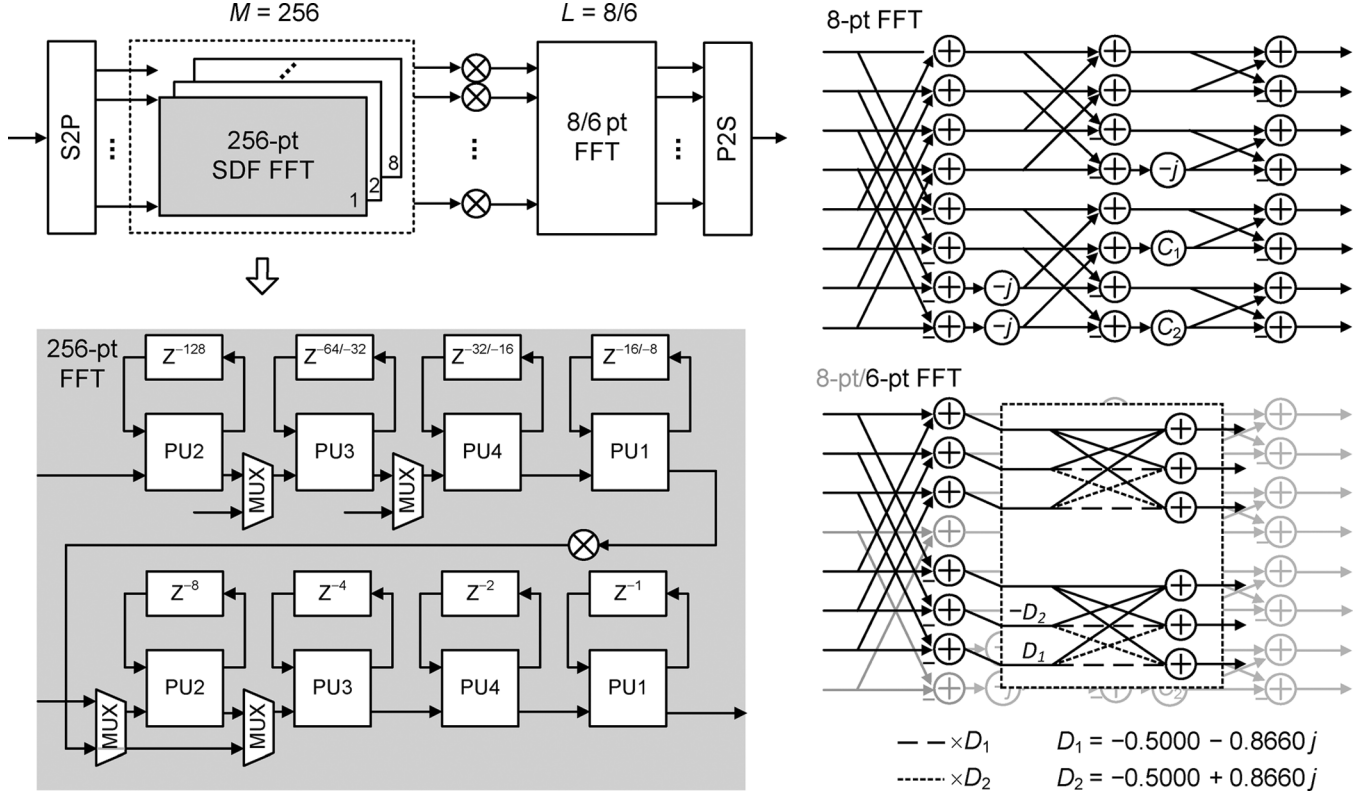 M = 256
L = 8/6
S2P
256-pt
SDF FFT
1
2
8
8/6 pt
FFT
P2S
256-pt
FFT
Z−128
Z−64/−32
Z−32/−16
Z−16/−8
PU2
MUX
PU3
MUX
PU4
PU1
Z−8
Z−4
Z−2
Z−1
MUX
PU2
MUX
PU3
PU4
PU1
8-pt FFT
−j
C1
−j
−j
C2
8-pt/6-pt FFT
−D2
D1
×D1
D1 = −0.5000 − 0.8660j
×D2
D2 = −0.5000 + 0.8660j